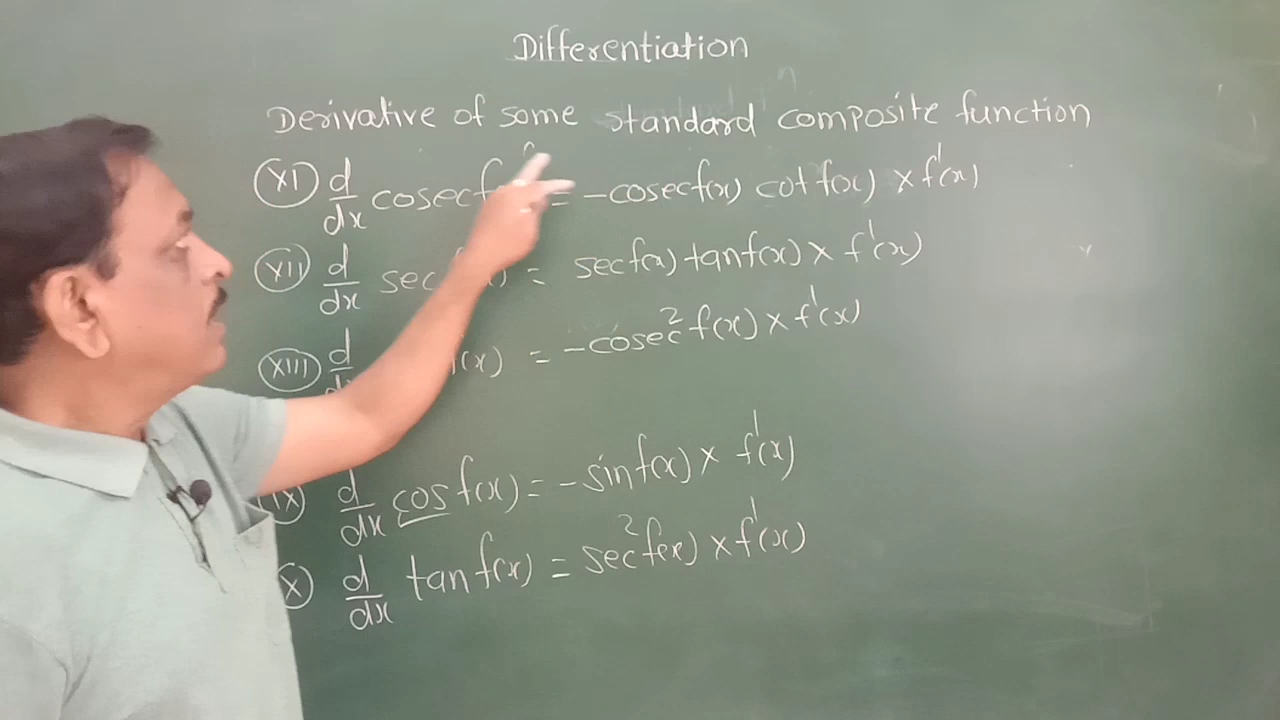 Differentiation
Derivative of some standard composite function
(XI) d/dx cosec f = -cosec f(x) cot f(x) × f'(x)
(XII) d/dx sec f(x) = sec f(x) tan f(x) × f'(x)
(XIII) d/d (x) = -cosec² f(x) × f'(x)
(IX) d/dx cos f(x) = -sin f(x) × f'(x)
(X) d/dx tan f(x) = sec² f(x) × f'(x)